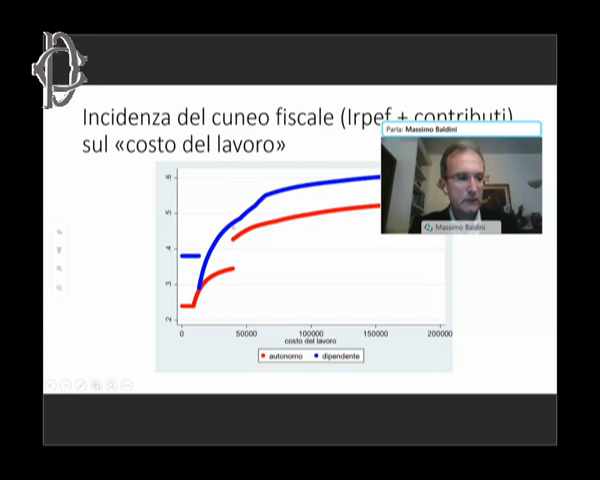 Incidenza del cuneo fiscale (Irpef + contributi)
sul «costo del lavoro»
Parla: Massimo Baldini
Massimo Baldini
.6
.5
.4
.3
.2
0 50000 100000 150000 200000
costo del lavoro
autonomo dipendente